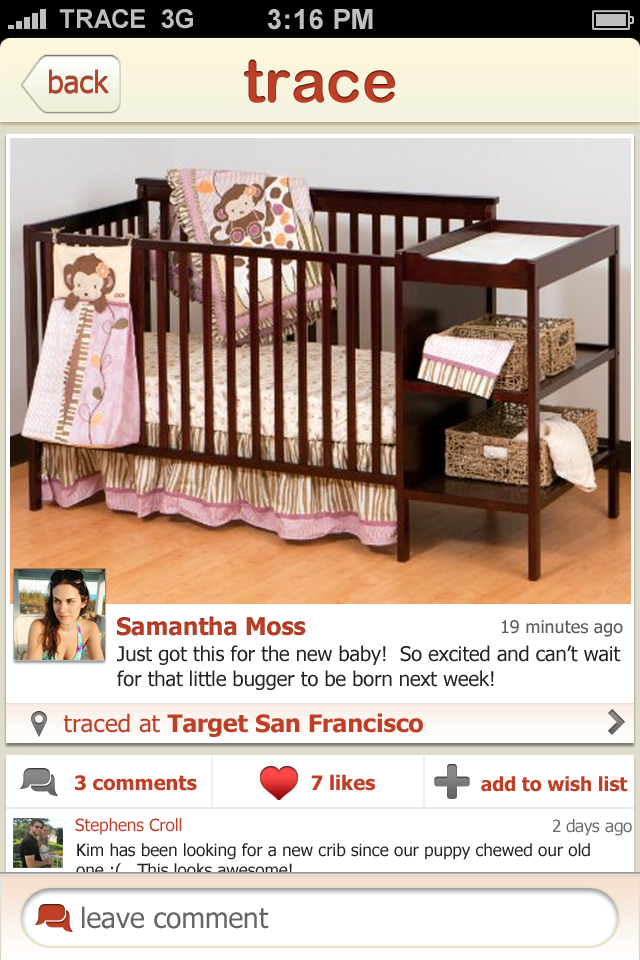 TRACE 3G 3:16 PM
back
trace
Samantha Moss 19 minutes ago
Just got this for the new baby!  So excited and can't wait
for that little bugger to be born next week!
traced at Target San Francisco
3 comments 7 likes add to wish list
Stephens Croll 2 days ago
Kim has been looking for a new crib since our puppy chewed our old
one :(  This looks awesome!
leave comment